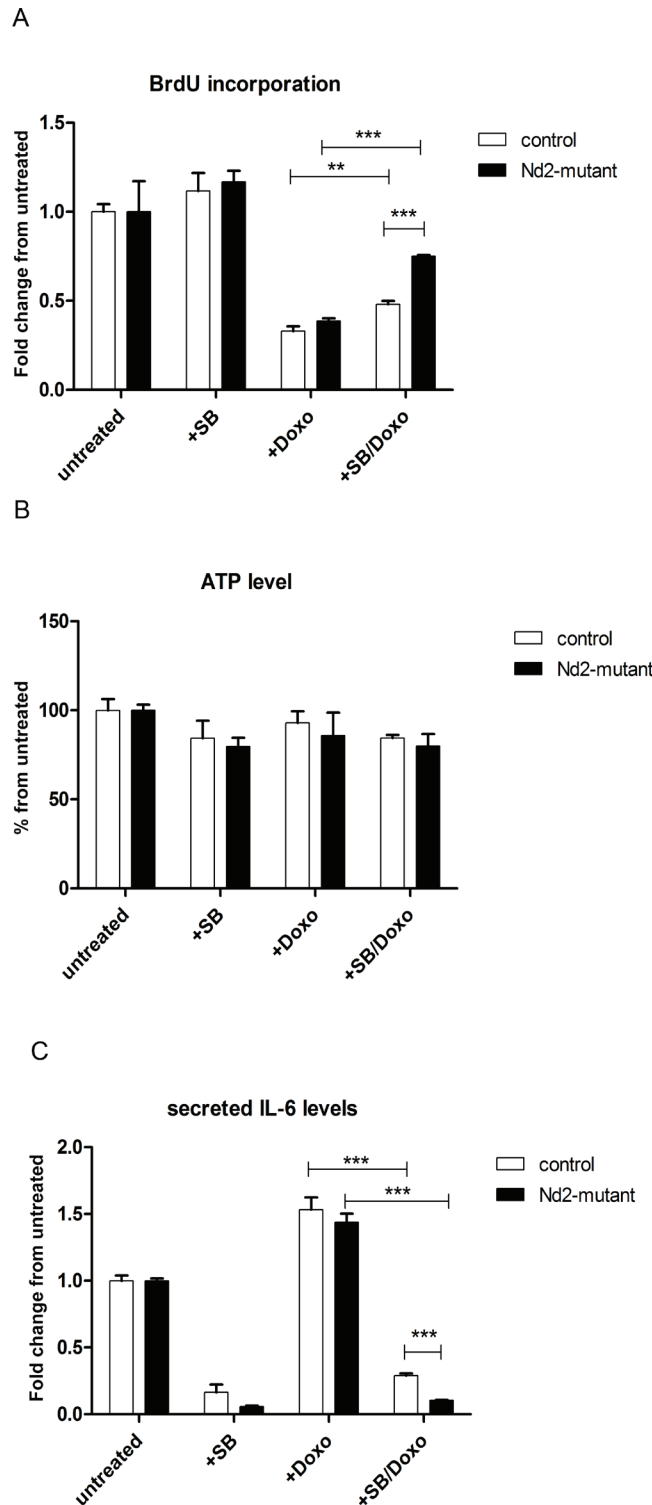 A
BrdU incorporation
Fold change from untreated
1.5
1.0
0.5
0.0
***
**
***
control
Nd2-mutant
untreated
+SB
+Doxo
+SB/Doxo
B
ATP level
% from untreated
150
100
50
0
control
Nd2-mutant
untreated
+SB
+Doxo
+SB/Doxo
C
secreted IL-6 levels
Fold change from untreated
2.0
1.5
1.0
0.5
0.0
***
***
***
control
Nd2-mutant
untreated
+SB
+Doxo
+SB/Doxo